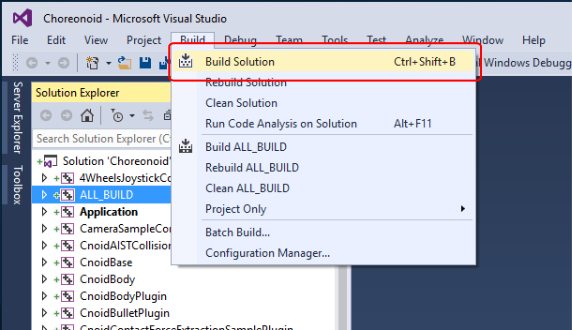 Choreonoid - Microsoft Visual Studio
File Edit View Project Build Debug Team Tools Test Analyze Window Help
Build Solution Ctrl+Shift+B
Windows Debugg
Rebuild Solution
Clean Solution
Run Code Analysis on Solution Alt+F11
Build ALL_BUILD
Rebuild ALL_BUILD
Clean ALL_BUILD
Project Only
Batch Build...
Configuration Manager...
Server Explorer
Toolbox
Solution Explorer
Search Solution Explorer (C
Solution 'Choreonoid'
4WheelsJoystickCo
ALL_BUILD
Application
CameraSampleCon
CnoidAISTCollision
CnoidBase
CnoidBody
CnoidBodyPlugin
CnoidBulletPlugin
CnoidContactForceExtractionSamplePlugin